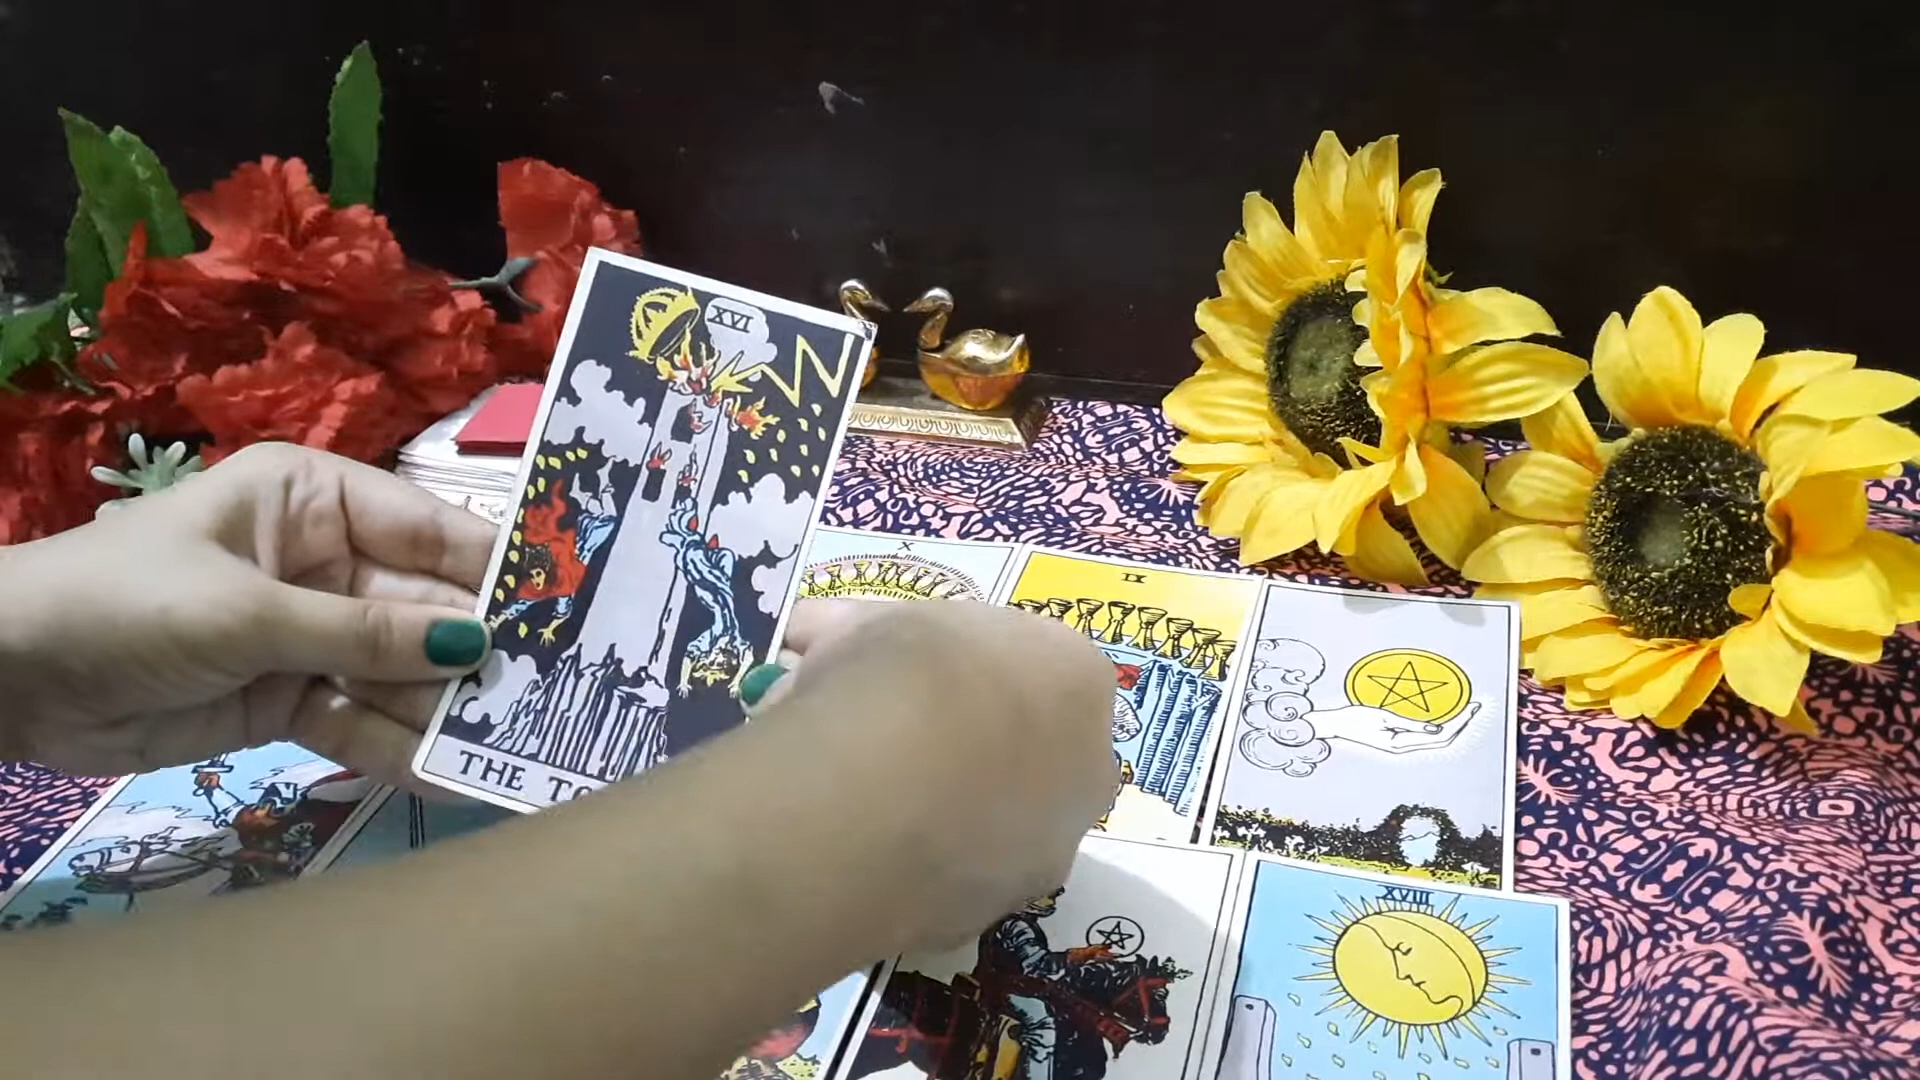 XVI
THE TO
X
IX
XVIII